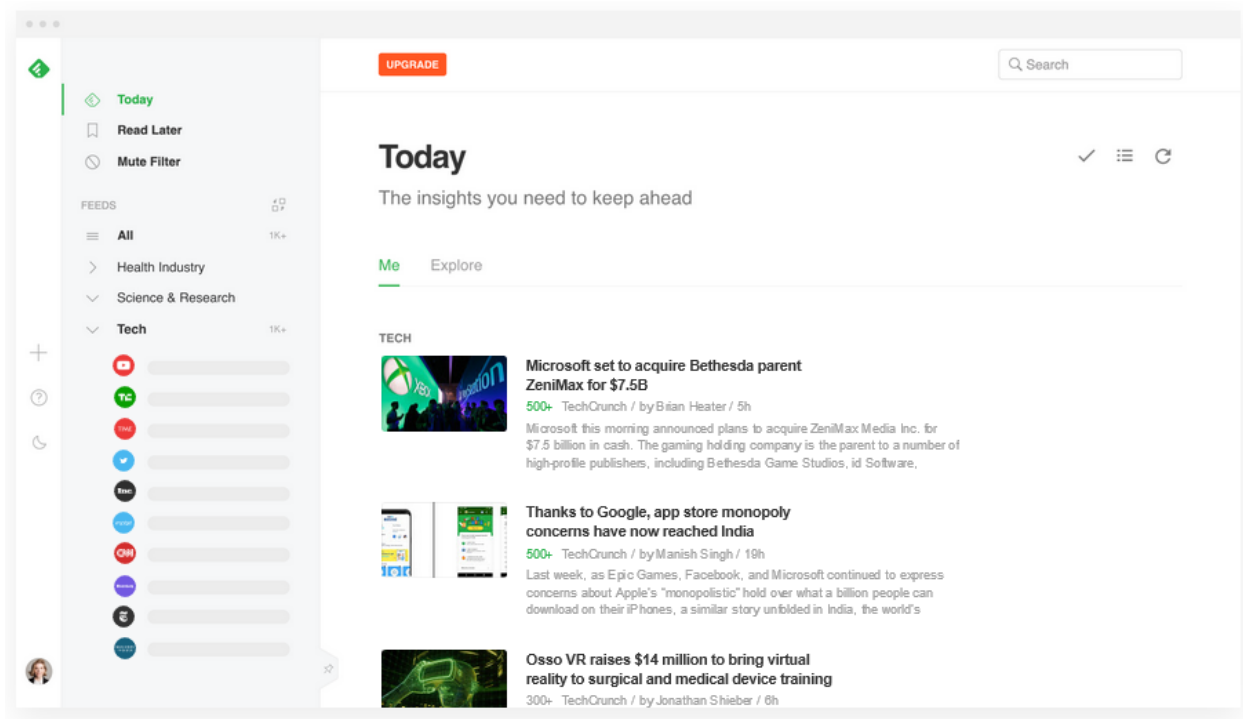 UPGRADE
Search
Today
Read Later
Mute Filter
FEEDS
All 1K+
Health Industry
Science & Research
Tech 1K+
TC
TIME
Inc.
CNN
Today
The insights you need to keep ahead
Me Explore
TECH
XBOX
Microsoft set to acquire Bethesda parent
ZeniMax for $7.5B
500+ TechCrunch / by Brian Heater / 5h
Microsoft this morning announced plans to acquire ZeniMax Media Inc. for
$7.5 billion in cash. The gaming holding company is the parent to a number of
high-profile publishers, including Bethesda Game Studios, id Software,
Thanks to Google, app store monopoly
concerns have now reached India
500+ TechCrunch / by Manish Singh / 19h
Last week, as Epic Games, Facebook, and Microsoft continued to express
concerns about Apple's "monopolistic" hold over what a billion people can
download on their iPhones, a similar story unfolded in India, the world's
Osso VR raises $14 million to bring virtual
reality to surgical and medical device training
300+ TechCrunch / by Jonathan Shieber / 6h